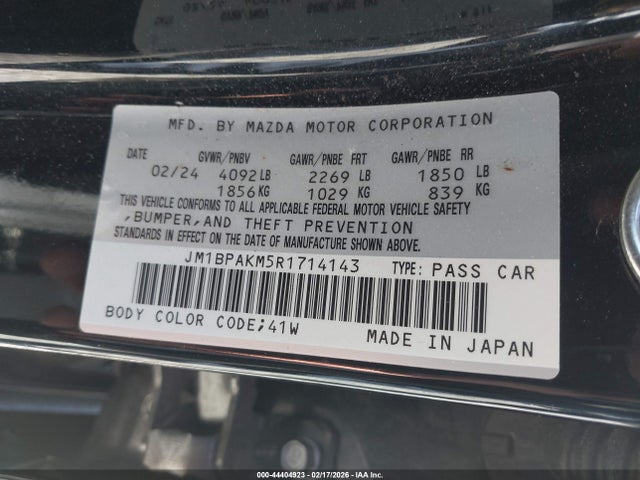 MFD. BY MAZDA MOTOR CORPORATION
DATE GVWR/PNBV GAWR/PNBE FRT GAWR/PNBE RR
02/24 4092LB 2269 LB 1850 LB
1856KG 1029 KG 839 KG
THIS VEHICLE CONFORMS TO ALL APPLICABLE FEDERAL MOTOR VEHICLE SAFETY
,BUMPER,AND THEFT PREVENTION
STANDARDS IN EFFECT ON THE DATE OF MANUFACTURE SHOWN ABOVE.
JM1BPAKM5R1714143 TYPE: PASS CAR
BODY COLOR CODE;41W MADE IN JAPAN
000-44404923 - 02/17/2026 - IAA Inc.